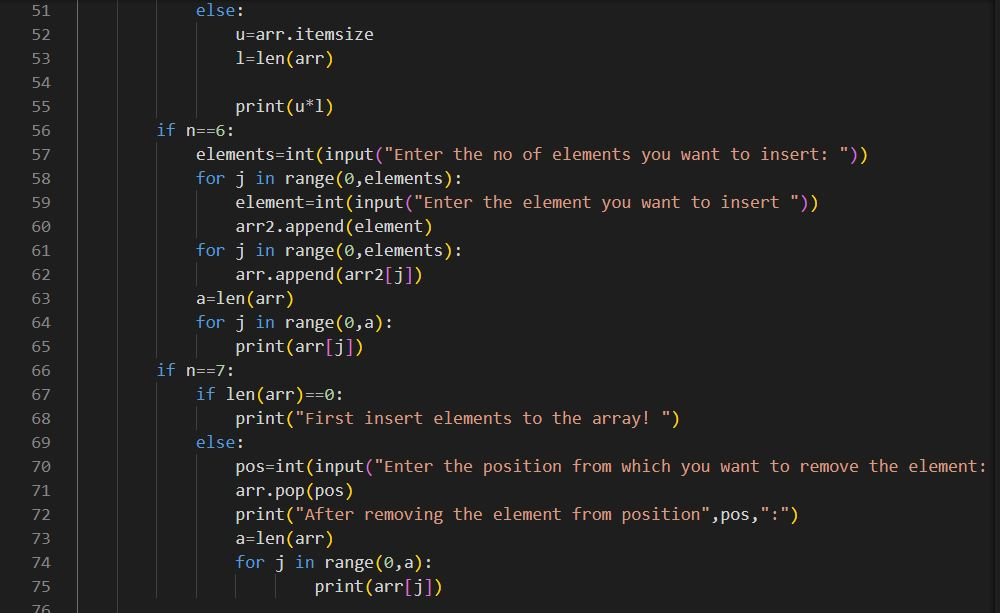 51 else:
52 u=arr.itemsize
53 l=len(arr)
54
55 print(u*l)
56 if n==6:
57 elements=int(input("Enter the no of elements you want to insert: "))
58 for j in range(0,elements):
59 element=int(input("Enter the element you want to insert "))
60 arr2.append(element)
61 for j in range(0,elements):
62 arr.append(arr2[j])
63 a=len(arr)
64 for j in range(0,a):
65 print(arr[j])
66 if n==7:
67 if len(arr)==0:
68 print("First insert elements to the array! ")
69 else:
70 pos=int(input("Enter the position from which you want to remove the element:
71 arr.pop(pos)
72 print("After removing the element from position",pos,":")
73 a=len(arr)
74 for j in range(0,a):
75 print(arr[j])
76